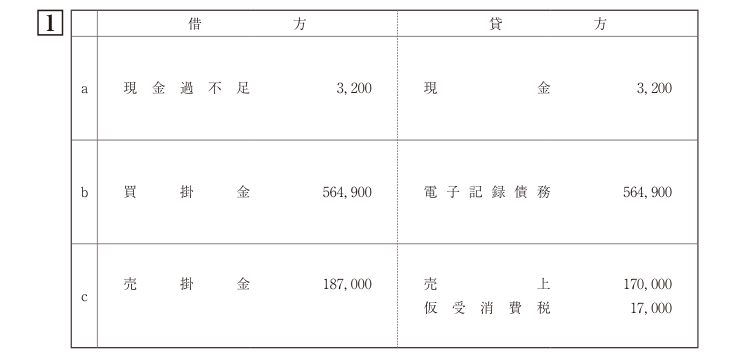 1
借方 貸方
a 現金過不足 3,200 現金 3,200
b 買掛金 564,900 電子記録債務 564,900
c 売掛金 187,000 売上 170,000
仮受消費税 17,000